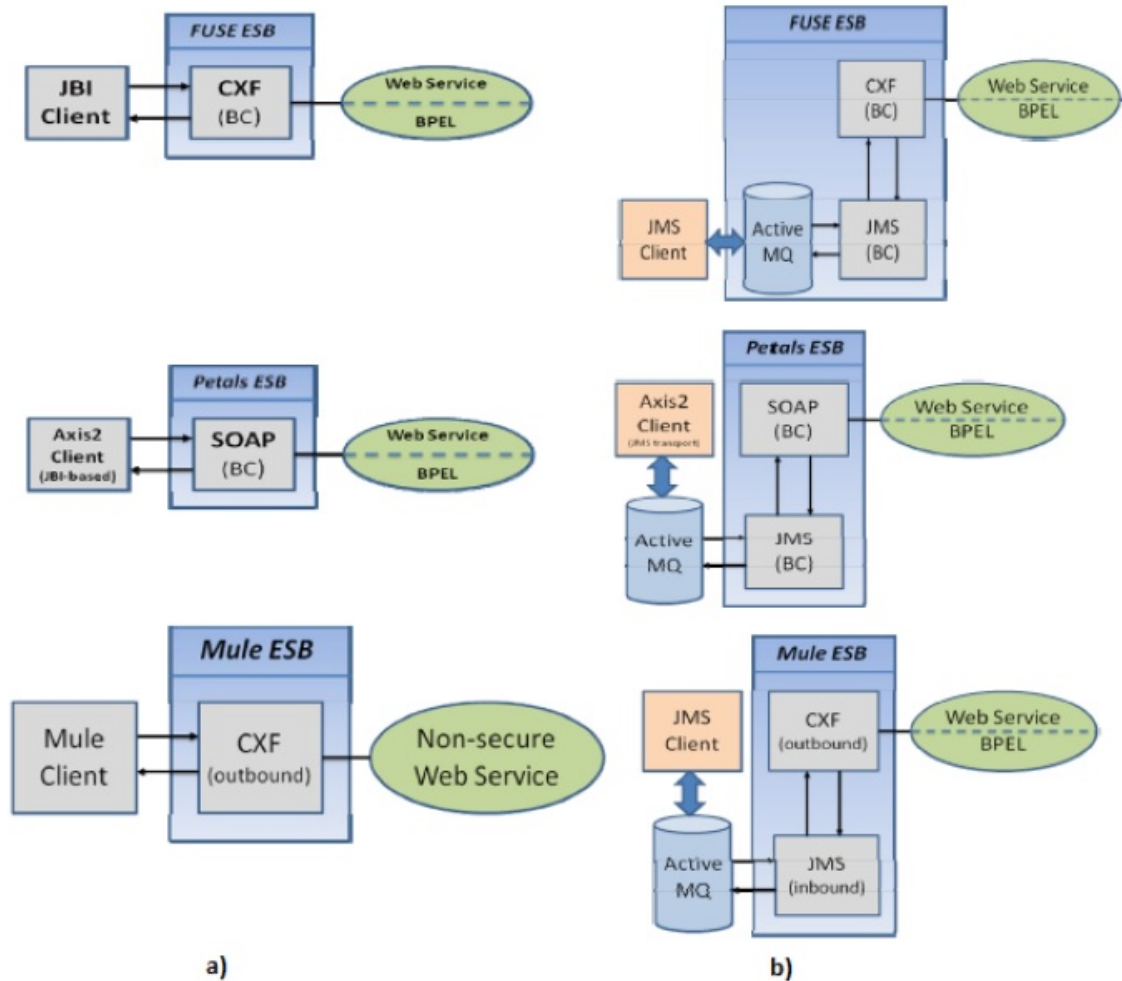 FUSE ESB
JBI
Client
CXF
(BC)
Web Service
BPEL
Petals ESB
Axis2
Client
(JBI-based)
SOAP
(BC)
Web Service
BPEL
Mule ESB
Mule
Client
CXF
(outbound)
Non-secure
Web Service
a)
FUSE ESB
CXF
(BC)
Web Service
BPEL
JMS
Client
Active
MQ
JMS
(BC)
Petals ESB
Axis2
Client
(JMS transport)
SOAP
(BC)
Web Service
BPEL
Active
MQ
JMS
(BC)
Mule ESB
JMS
Client
CXF
(outbound)
Web Service
BPEL
Active
MQ
JMS
(inbound)
b)